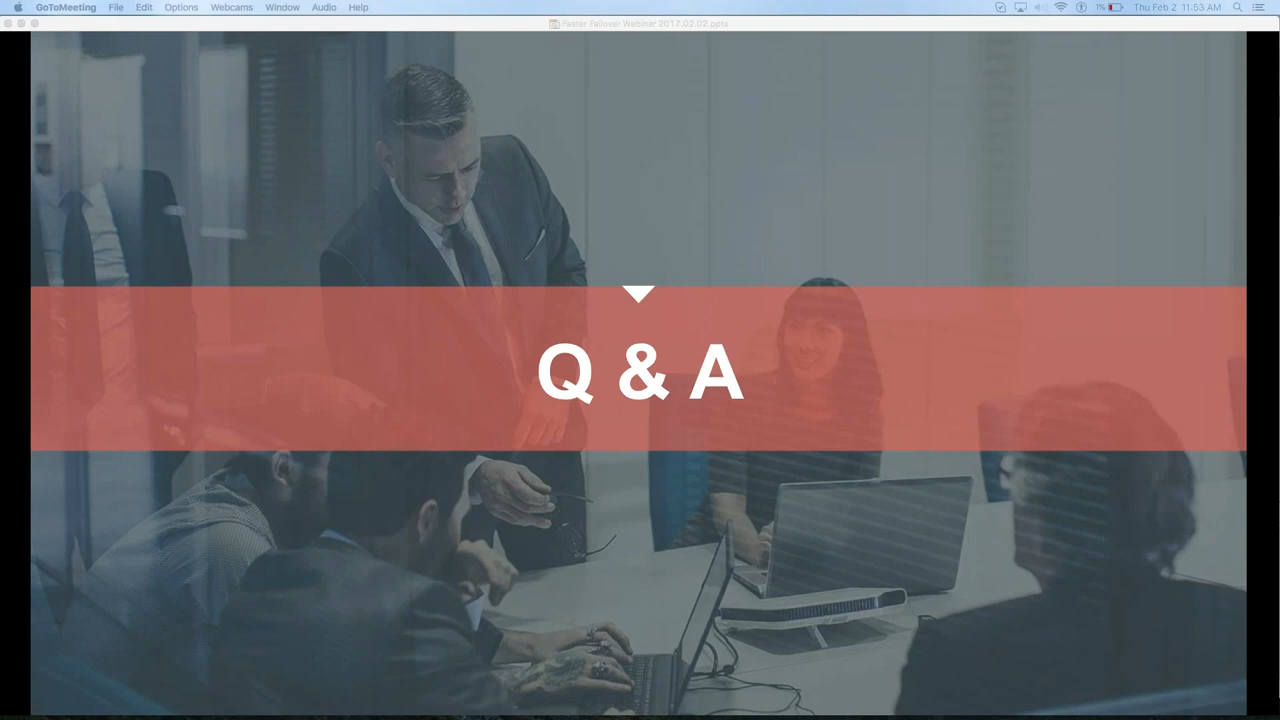 GoToMeeting File Edit Options Webcams Window Audio Help 1% Thu Feb 2 11:53 AM
Faster Failover Webinar 2017.02.02.pptx
Q & A